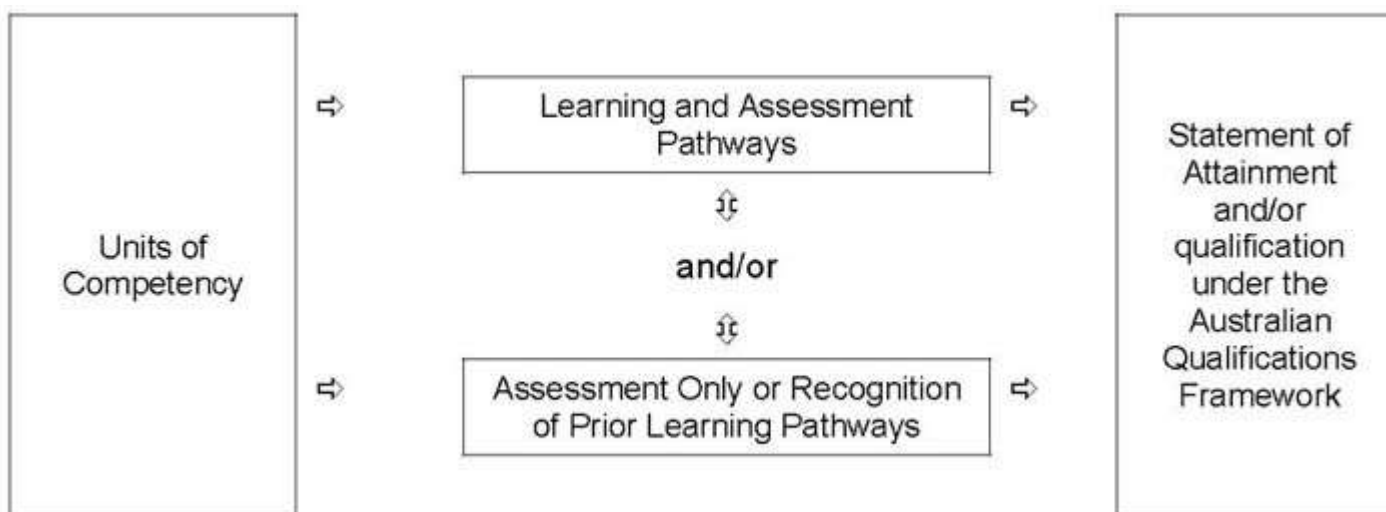 Units of
Competency
Learning and Assessment
Pathways
and/or
Assessment Only or Recognition
of Prior Learning Pathways
Statement of
Attainment
and/or
qualification
under the
Australian
Qualifications
Framework